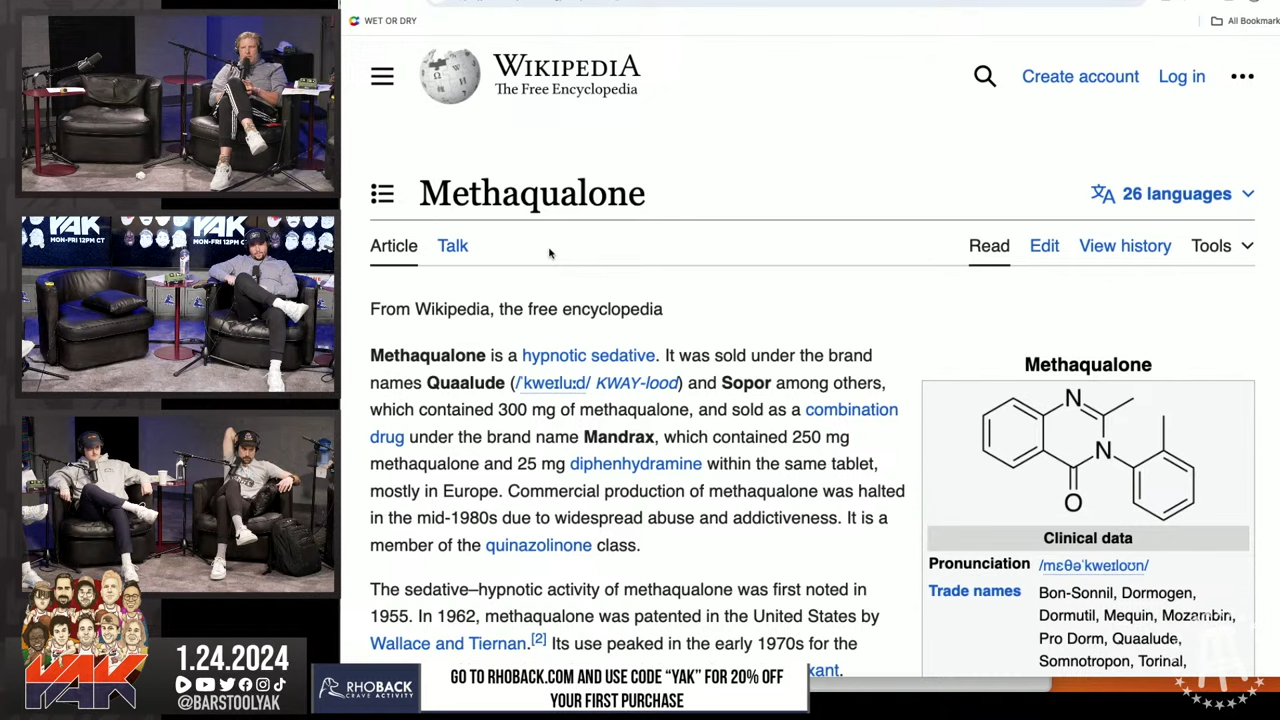 WET OR DRY
All Bookmark
WIKIPEDIA
The Free Encyclopedia
Create account
Log in
Methaqualone
26 languages
Article
Talk
Read
Edit
View history
Tools
From Wikipedia, the free encyclopedia
Methaqualone is a hypnotic sedative. It was sold under the brand
names Quaalude (/ˈkweɪluːd/ KWAY-lood) and Sopor among others,
which contained 300 mg of methaqualone, and sold as a combination
drug under the brand name Mandrax, which contained 250 mg
methaqualone and 25 mg diphenhydramine within the same tablet,
mostly in Europe. Commercial production of methaqualone was halted
in the mid-1980s due to widespread abuse and addictiveness. It is a
member of the quinazolinone class.
The sedative–hypnotic activity of methaqualone was first noted in
1955. In 1962, methaqualone was patented in the United States by
Wallace and Tiernan.[2] Its use peaked in the early 1970s for the
xant.
Methaqualone
N
N
O
Clinical data
Pronunciation /mɛθəˈkweɪloʊn/
Trade names Bon-Sonnil, Dormogen,
Dormutil, Mequin, Mozambin,
Pro Dorm, Quaalude,
Somnotropon, Torinal,
YAK
MON-FRI 12PM CT
YAK
MON-FRI 12PM C
YAK
1.24.2024
@BARSTOOLYAK
RHOBACK
CRAVE ACTIVITY
GO TO RHOBACK.COM AND USE CODE “YAK” FOR 20% OFF
YOUR FIRST PURCHASE